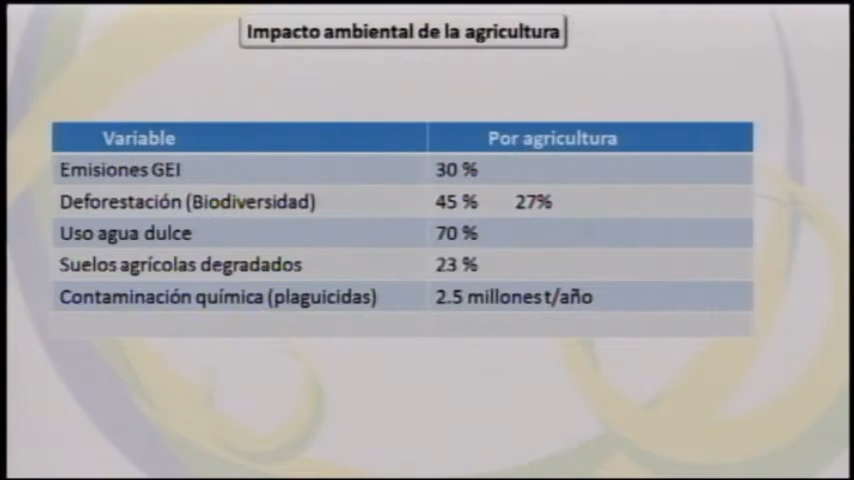 Impacto ambiental de la agricultura
Variable Por agricultura
Emisiones GEI 30 %
Deforestación (Biodiversidad) 45 % 27%
Uso agua dulce 70 %
Suelos agrícolas degradados 23 %
Contaminación química (plaguicidas) 2.5 millones t/año